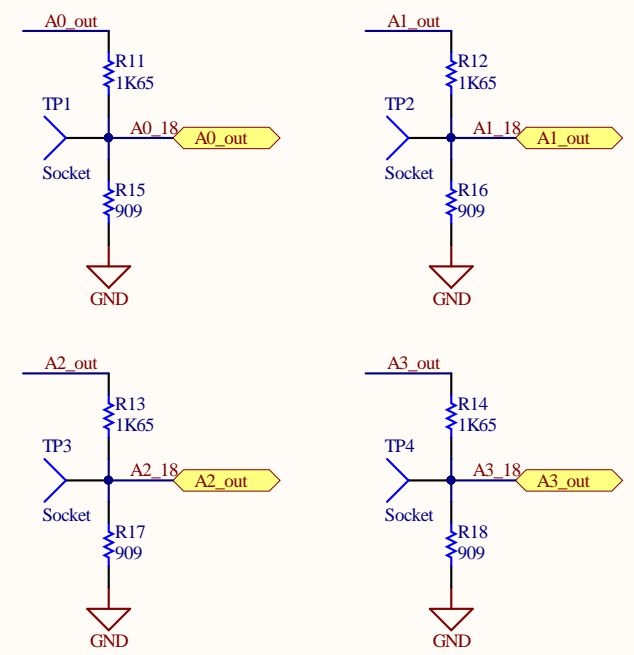 A0_out
R11
1K65
TP1
A0_18
A0_out
Socket
R15
909
GND
A1_out
R12
1K65
TP2
A1_18
A1_out
Socket
R16
909
GND
A2_out
R13
1K65
TP3
A2_18
A2_out
Socket
R17
909
GND
A3_out
R14
1K65
TP4
A3_18
A3_out
Socket
R18
909
GND